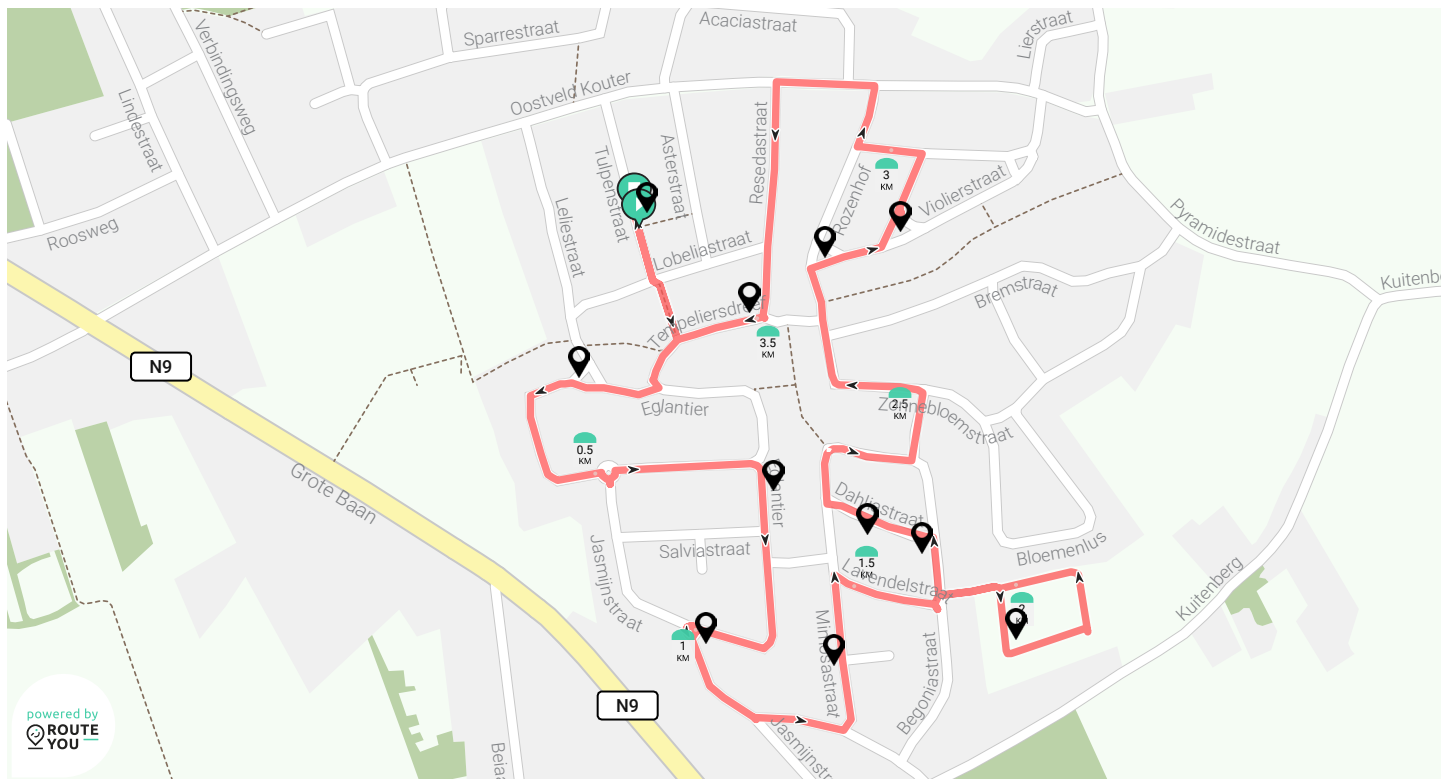 Acaciastraat
Sparrestraat
Lierstraat
Verbindingsweg
Oostveld Kouter
Lindestraat
Resedastraat
Asterstraat
Tulpenstraat
3
KM
Rozenhof
Violierstraat
Leliestraat
Roosweg
Pyramidestraat
Lobeliastraat
Kuitenbe
Bremstraat
3.5
KM
N9
Eglantier
2.5
KM
Zonnebloemstraat
0.5
KM
Grote Baan
Dahliastraat
Salviastraat
1.5
KM
Bloemenlus
Lavendelstraat
Jasmijnstraat
2
KM
Kuitenberg
1
KM
Mimosastraat
Begoniastraat
N9
powered by
ROUTE
YOU
Jasmijnstr
Beiaa